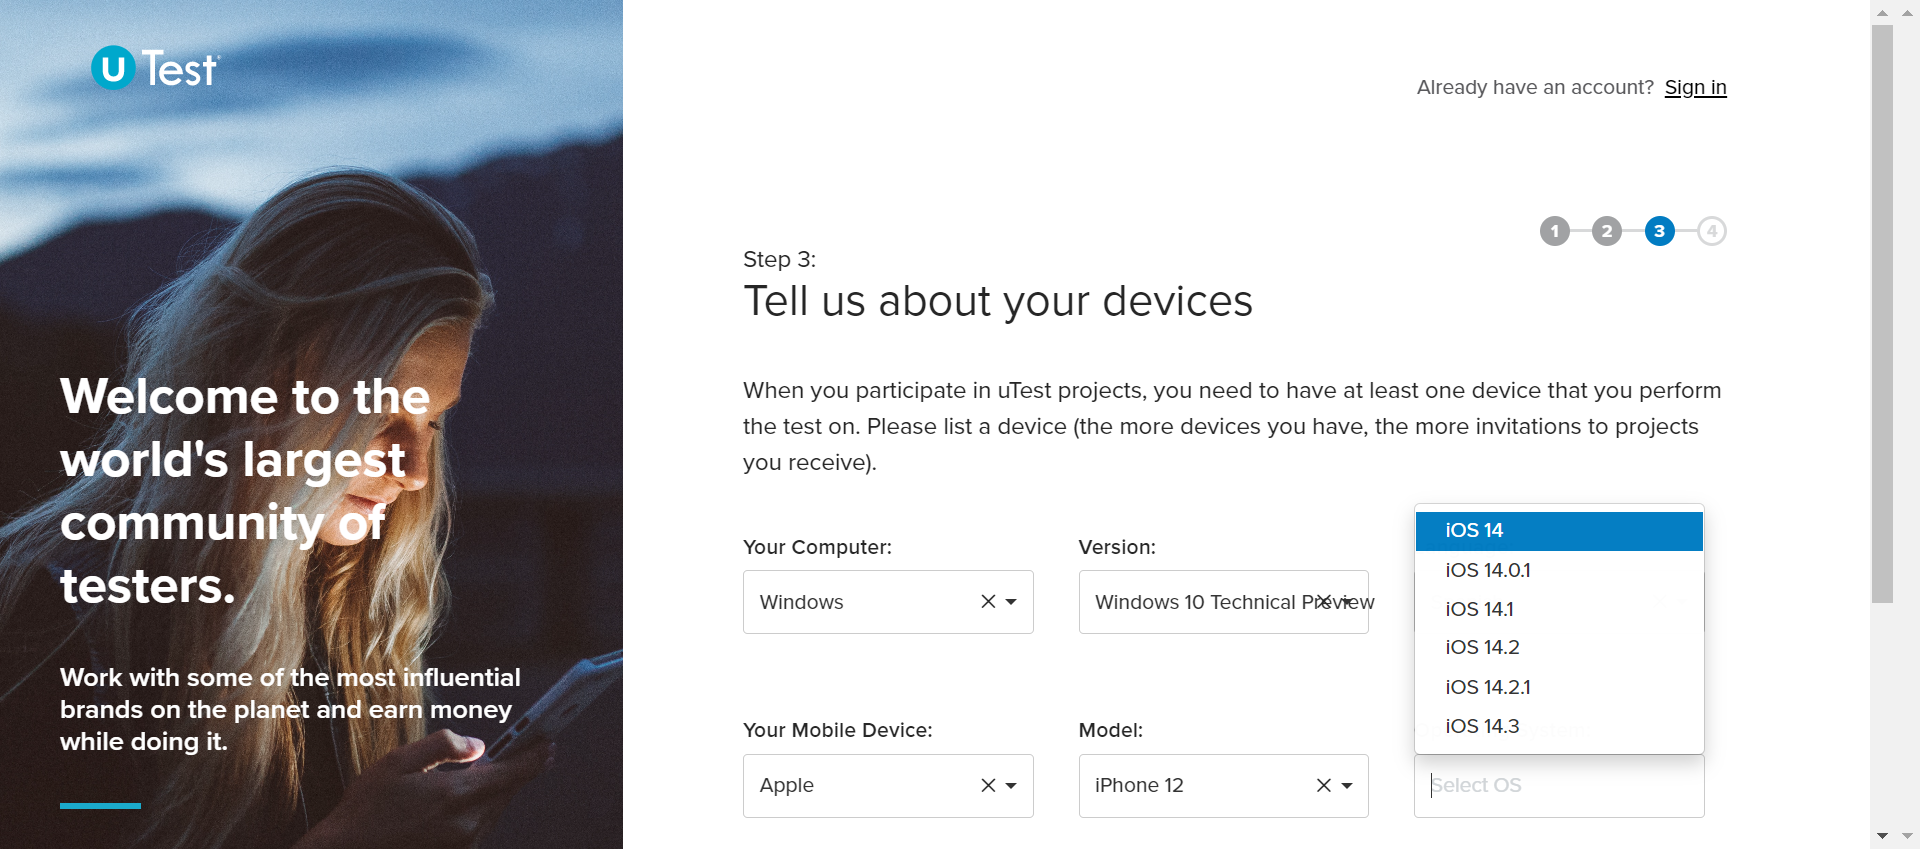 uTest
Already have an account? Sign in
1 2 3 4
Step 3:
Tell us about your devices
Welcome to the
world's largest
community of
testers.
When you participate in uTest projects, you need to have at least one device that you perform
the test on. Please list a device (the more devices you have, the more invitations to projects
you receive).
Your Computer:
Windows
Version:
Windows 10 Technical Preview
iOS 14
iOS 14.0.1
iOS 14.1
iOS 14.2
iOS 14.2.1
iOS 14.3
Work with some of the most influential
brands on the planet and earn money
while doing it.
Your Mobile Device:
Apple
Model:
iPhone 12
Select OS